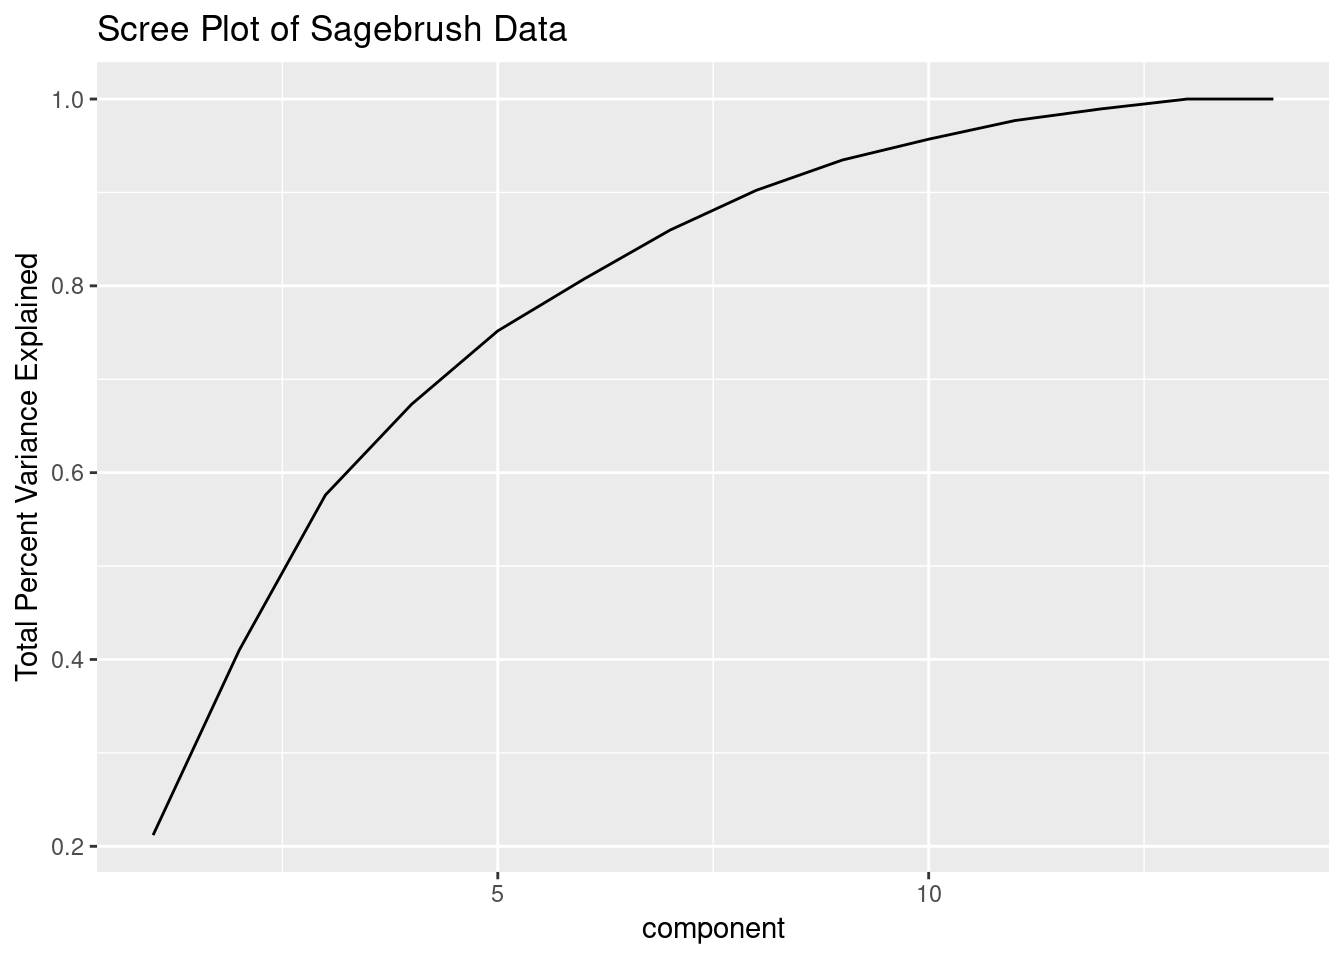 Scree Plot of Sagebrush Data
Total Percent Variance Explained
1.0
0.8
0.6
0.4
0.2
5
10
component